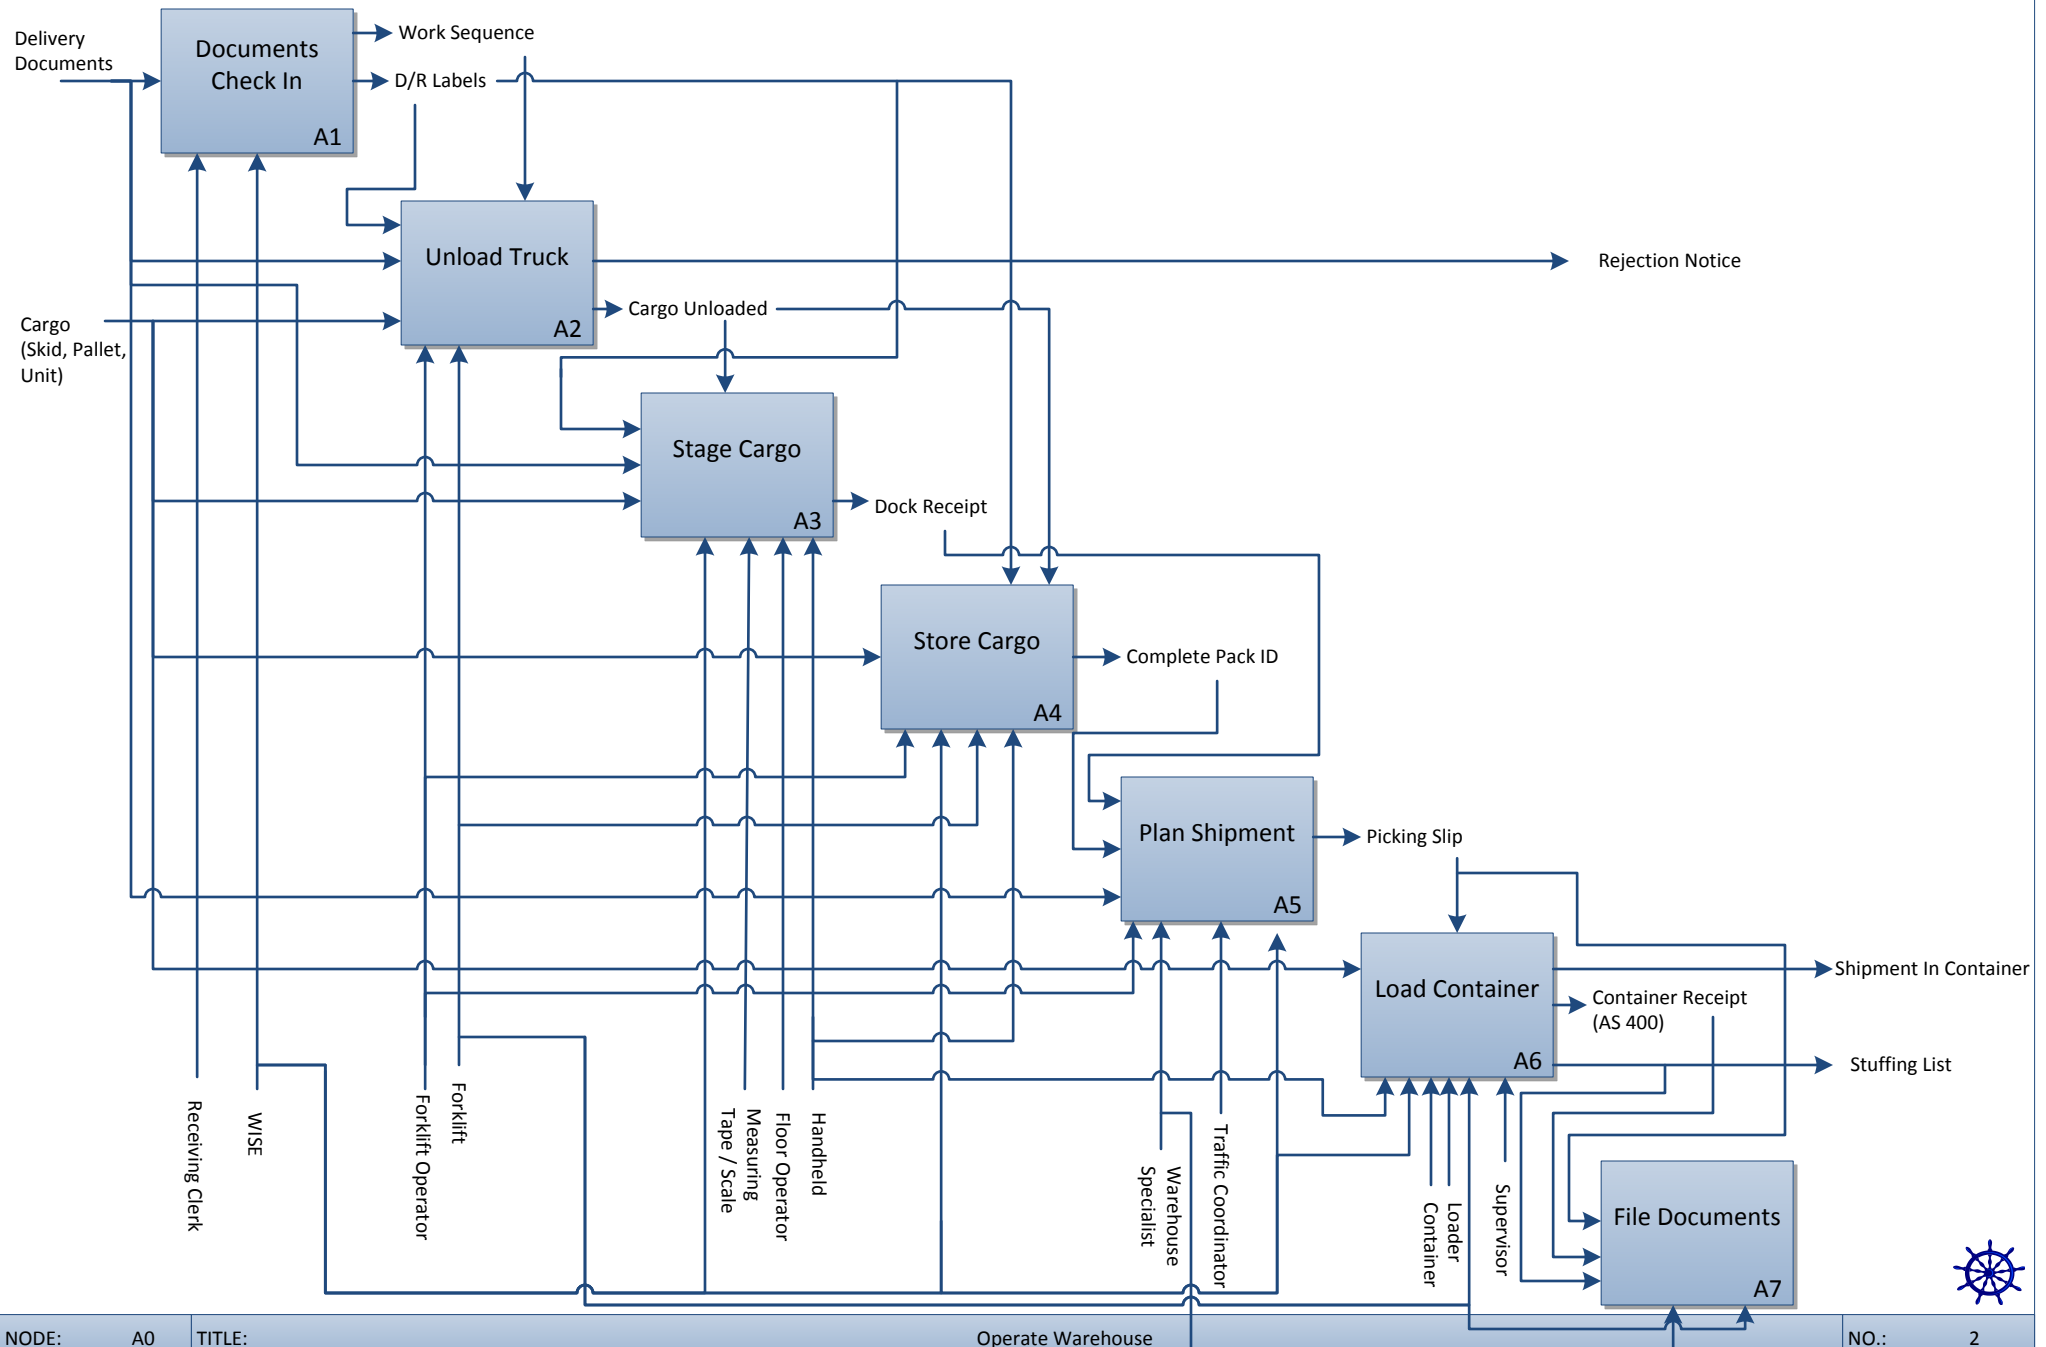 Delivery
Documents
Documents
Check In
A1
Work Sequence
D/R Labels
Unload Truck
A2
Rejection Notice
Cargo
(Skid, Pallet,
Unit)
Cargo Unloaded
Stage Cargo
A3
Dock Receipt
Store Cargo
A4
Complete Pack ID
Plan Shipment
A5
Picking Slip
Load Container
A6
Shipment In Container
Container Receipt
(AS 400)
Stuffing List
Receiving Clerk
WISE
Forklift Operator
Forklift
Measuring
Tape / Scale
Floor Operator
Handheld
Warehouse
Specialist
Traffic Coordinator
Loader
Container
Supervisor
File Documents
A7
NODE:
A0
TITLE:
Operate Warehouse
NO.:
2